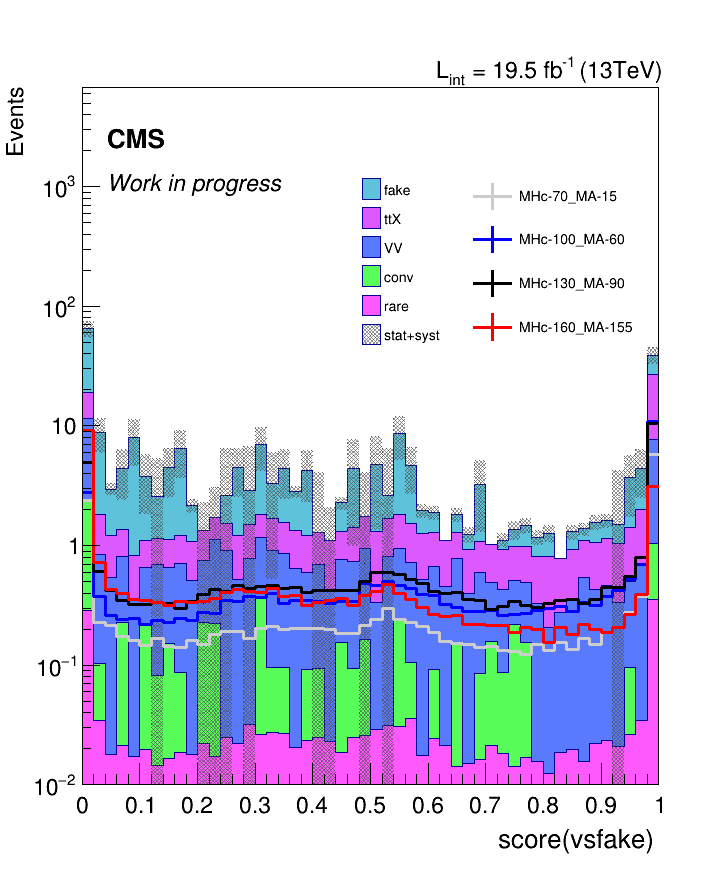 L_int = 19.5 fb^-1 (13TeV)
Events
CMS
Work in progress
fake
ttX
VV
conv
rare
stat+syst
MHc-70_MA-15
MHc-100_MA-60
MHc-130_MA-90
MHc-160_MA-155
10^3
10^2
10
1
10^−1
10^−2
0 0.1 0.2 0.3 0.4 0.5 0.6 0.7 0.8 0.9 1
score(vsfake)